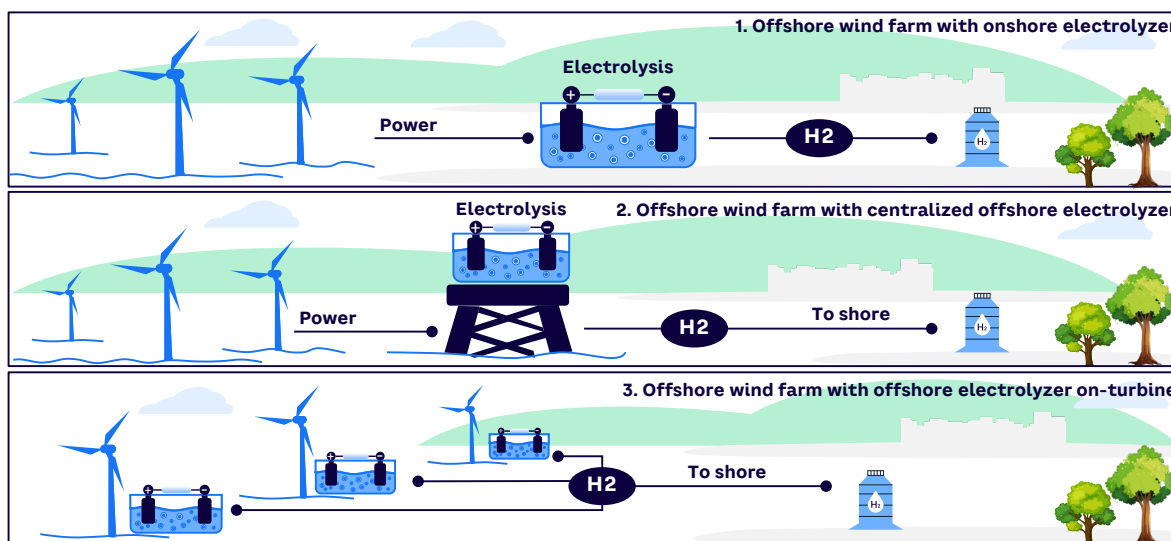 1. Offshore wind farm with onshore electrolyzer
Electrolysis
+ −
Power
H2
H₂
2. Offshore wind farm with centralized offshore electrolyzer
Electrolysis
+ −
Power
H2
To shore
H₂
3. Offshore wind farm with offshore electrolyzer on-turbine
+ −
+ −
+ −
H2
To shore
H₂